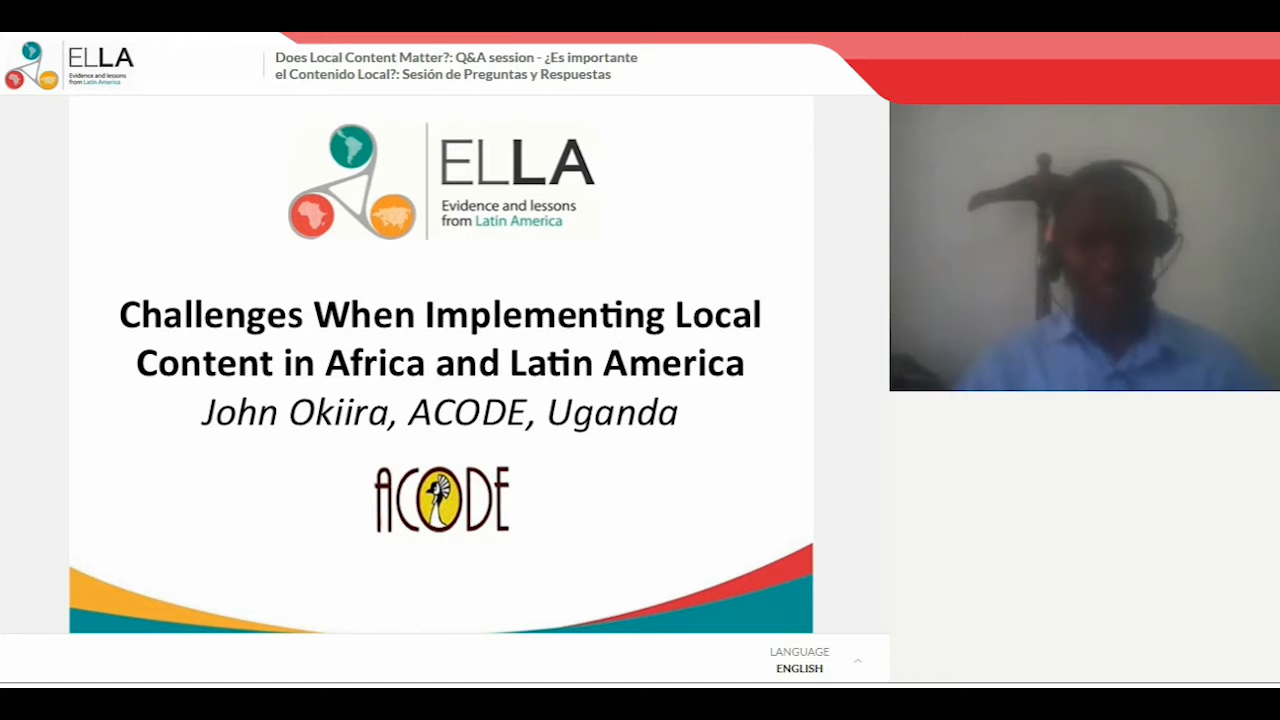 ELLA
Evidence and lessons
from Latin America
Does Local Content Matter?: Q&A session - ¿Es importante
el Contenido Local?: Sesión de Preguntas y Respuestas
ELLA
Evidence and lessons
from Latin America
Challenges When Implementing Local
Content in Africa and Latin America
John Okiira, ACODE, Uganda
ACODE
LANGUAGE
ENGLISH